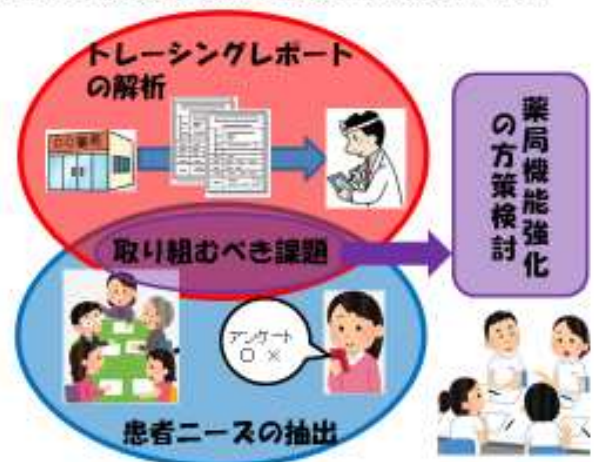 トレーシングレポート
の解析
取り組むべき課題
アンケート
○ ×
患者ニーズの抽出
薬局機能強化
の方策検討